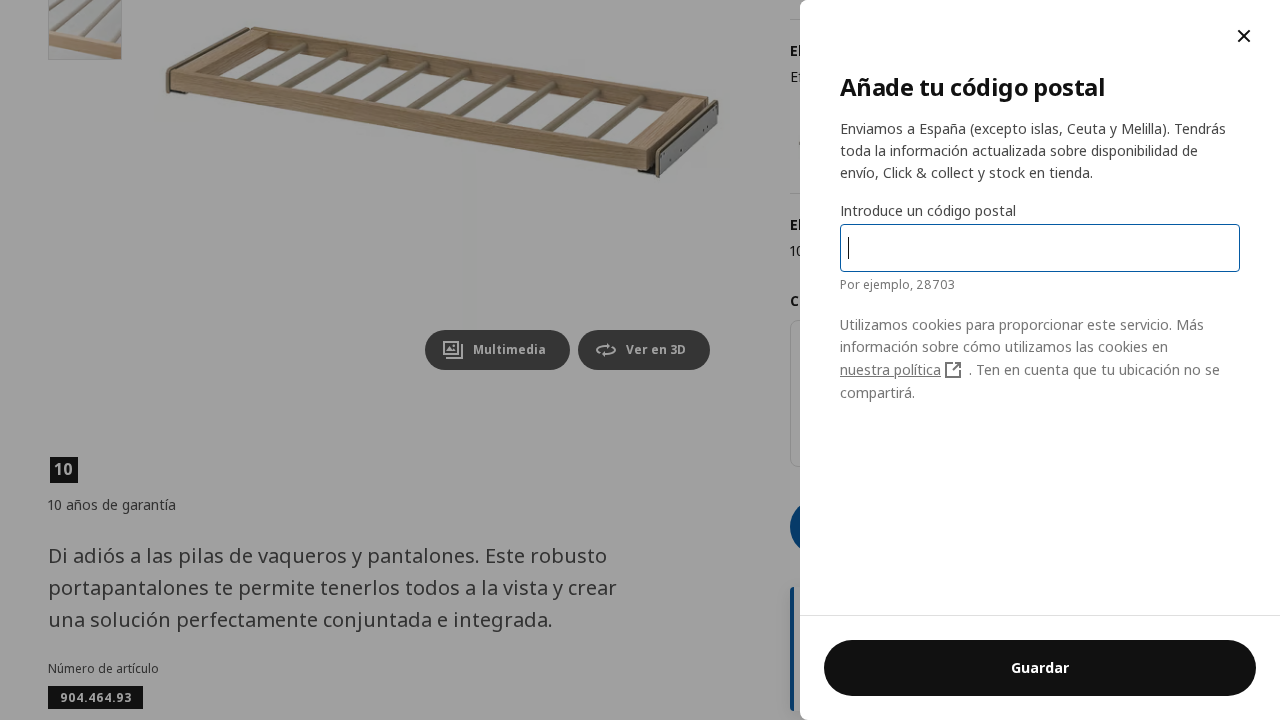 Multimedia
Ver en 3D
10
10 años de garantía
Di adiós a las pilas de vaqueros y pantalones. Este robusto
portapantalones te permite tenerlos todos a la vista y crear
una solución perfectamente conjuntada e integrada.
Número de artículo
904.464.93
Añade tu código postal
Enviamos a España (excepto islas, Ceuta y Melilla). Tendrás
toda la información actualizada sobre disponibilidad de
envío, Click & collect y stock en tienda.
Introduce un código postal
Por ejemplo, 28703
Utilizamos cookies para proporcionar este servicio. Más
información sobre cómo utilizamos las cookies en
nuestra política . Ten en cuenta que tu ubicación no se
compartirá.
Guardar